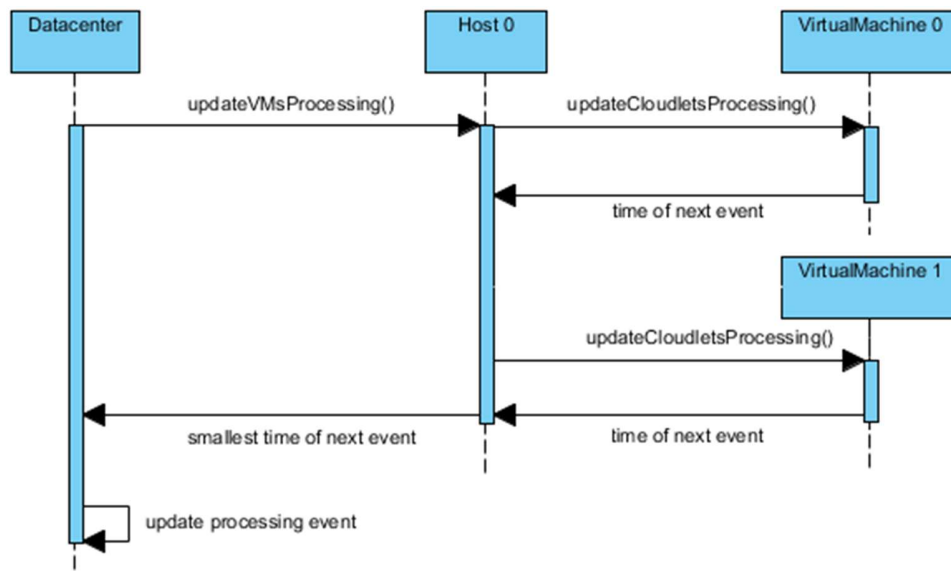 Datacenter
Host 0
VirtualMachine 0
updateVMsProcessing()
updateCloudletsProcessing()
time of next event
VirtualMachine 1
updateCloudletsProcessing()
smallest time of next event
time of next event
update processing event